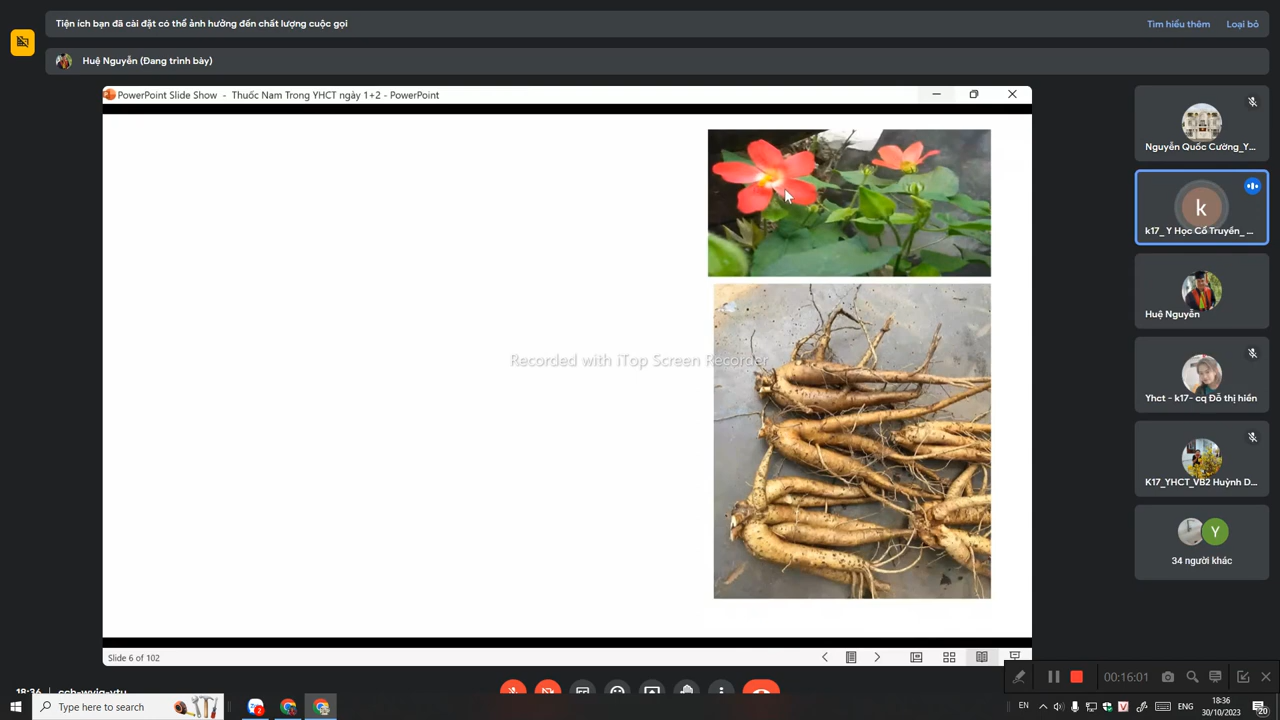 Tiện ích bạn đã cài đặt có thể ảnh hưởng đến chất lượng cuộc gọi
Tìm hiểu thêm
Loại bỏ
Huệ Nguyễn (Đang trình bày)
PowerPoint Slide Show - Thuốc Nam Trong YHCT ngày 1+2 - PowerPoint
Nguyễn Quốc Cường_Y...
k
k17_ Y Học Cổ Truyền_ ...
Huệ Nguyễn
Recorded with iTop Screen Recorder
Yhct - k17- cq Đỗ thị hiền
K17_YHCT_VB2 Huỳnh D...
Y
34 người khác
Slide 6 of 102
00:16:01
18:36
Type here to search
EN
ENG
18:36
30/10/2023
20